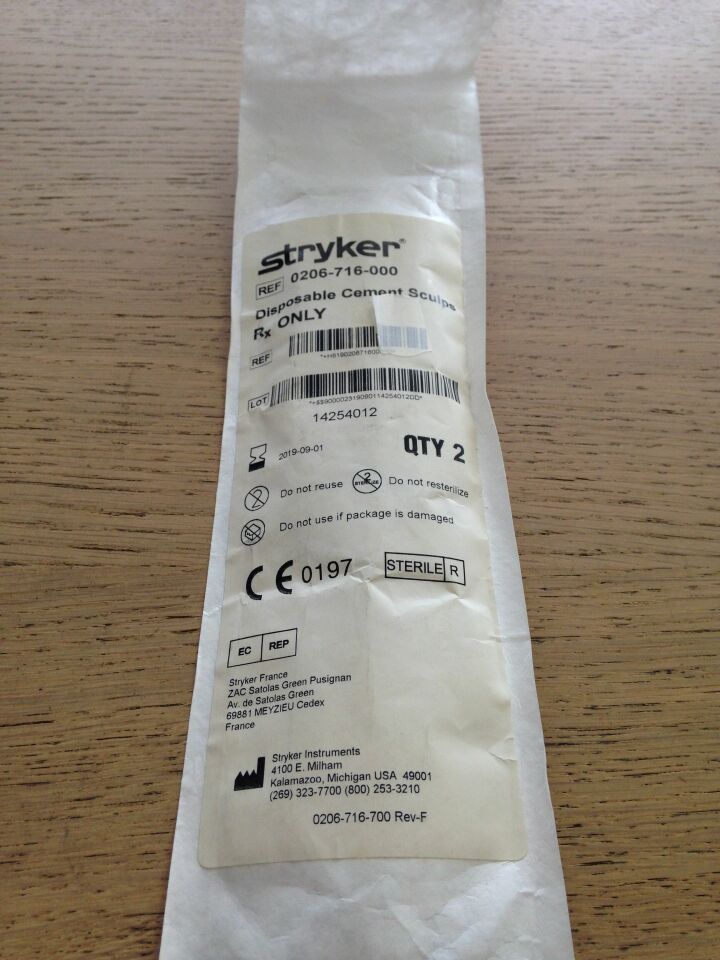 stryker®
REF 0206-716-000
Disposable Cement Sculps
Rx ONLY
REF
LOT
14254012
2019-09-01 QTY 2
2 Do not reuse 2 STERILIZE Do not resterilize
Do not use if package is damaged
CE 0197 STERILE R
EC REP
Stryker France
ZAC Satolas Green Pusignan
Av. de Satolas Green
69881 MEYZIEU Cedex
France
Stryker Instruments
4100 E. Milham
Kalamazoo, Michigan USA 49001
(269) 323-7700 (800) 253-3210
0206-716-700 Rev-F